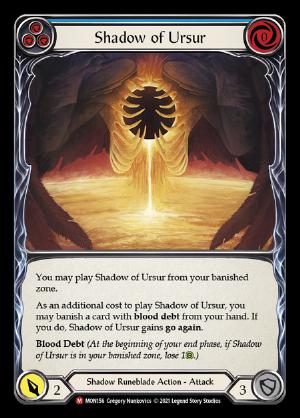 Shadow of Ursur
0
You may play Shadow of Ursur from your banished
zone.
As an additional cost to play Shadow of Ursur, you
may banish a card with blood debt from your hand. If
you do, Shadow of Ursur gains go again.
Blood Debt (At the beginning of your end phase, if Shadow
of Ursur is in your banished zone, lose 1.)
2
Shadow Runeblade Action - Attack
3
M MON156 Gregory Nunkovics © 2021 Legend Story Studios